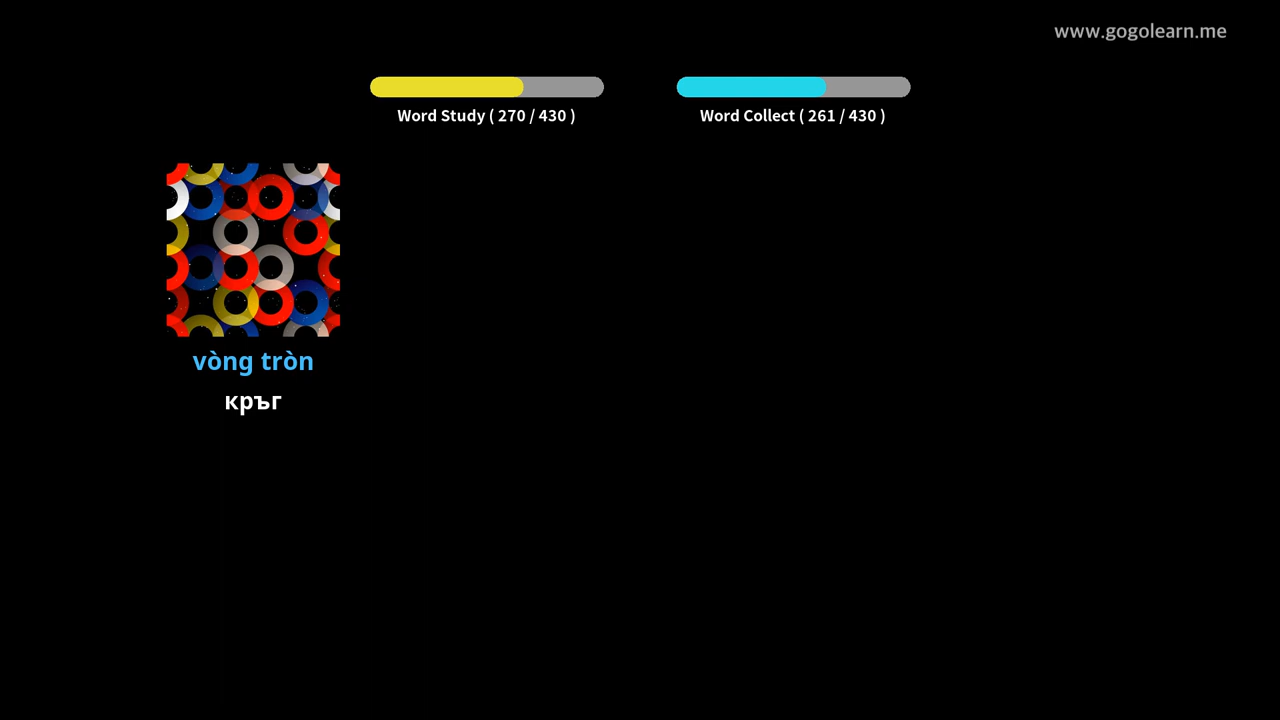 www.gogolearn.me
Word Study ( 270 / 430 )
Word Collect ( 261 / 430 )
vòng tròn
кръг